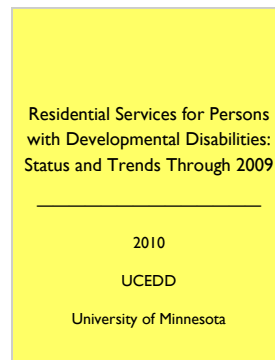 Residential Services for Persons
with Developmental Disabilities:
Status and Trends Through 2009
2010
UCEDD
University of Minnesota